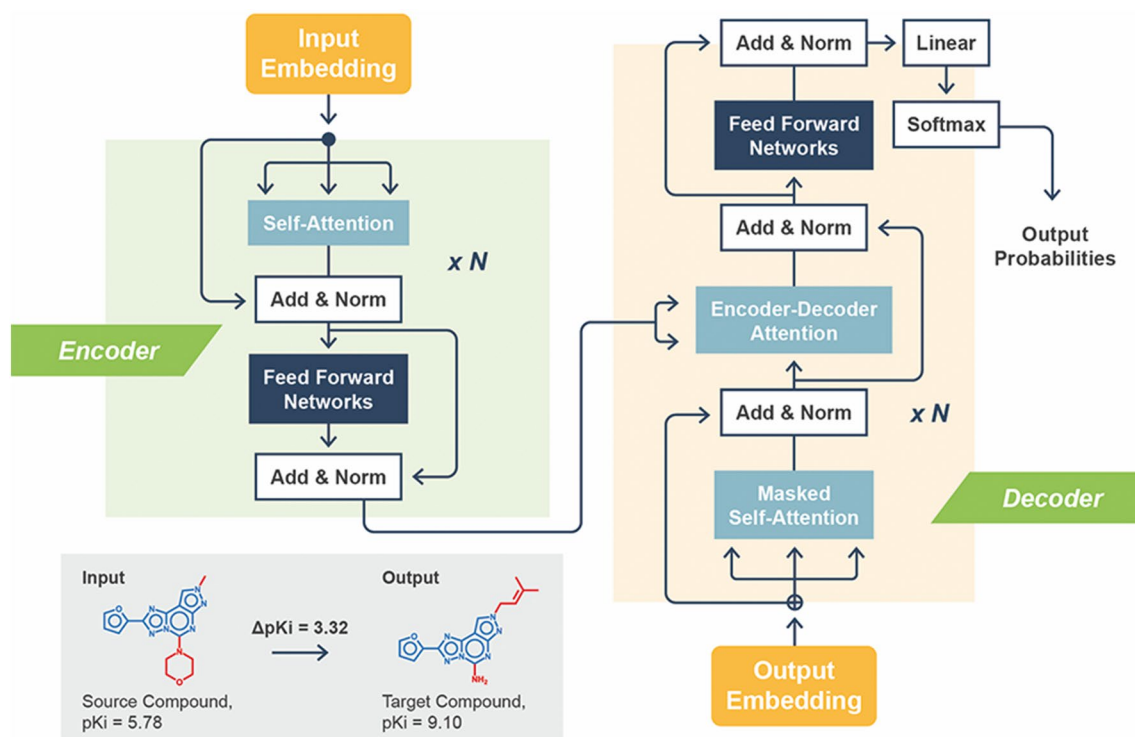 Input
Embedding
Self-Attention
x N
Add & Norm
Encoder
Feed Forward
Networks
Add & Norm
Add & Norm
Linear
Feed Forward
Networks
Softmax
Add & Norm
Output
Probabilities
Encoder-Decoder
Attention
Add & Norm
x N
Masked
Self-Attention
Decoder
Output
Embedding
Input
N
N
N
N
N
N
N
O
N
O
Source Compound,
pKi = 5.78
ΔpKi = 3.32
Output
N
N
N
N
N
N
N
O
NH₂
Target Compound,
pKi = 9.10